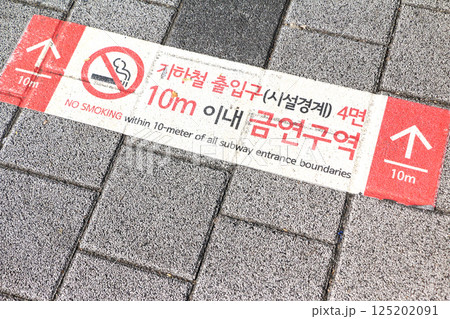 10m
지하철 출입구(시설경계) 4면
10m 이내 금연구역
NO SMOKING within 10-meter of all subway entrance boundaries
10m
125202091